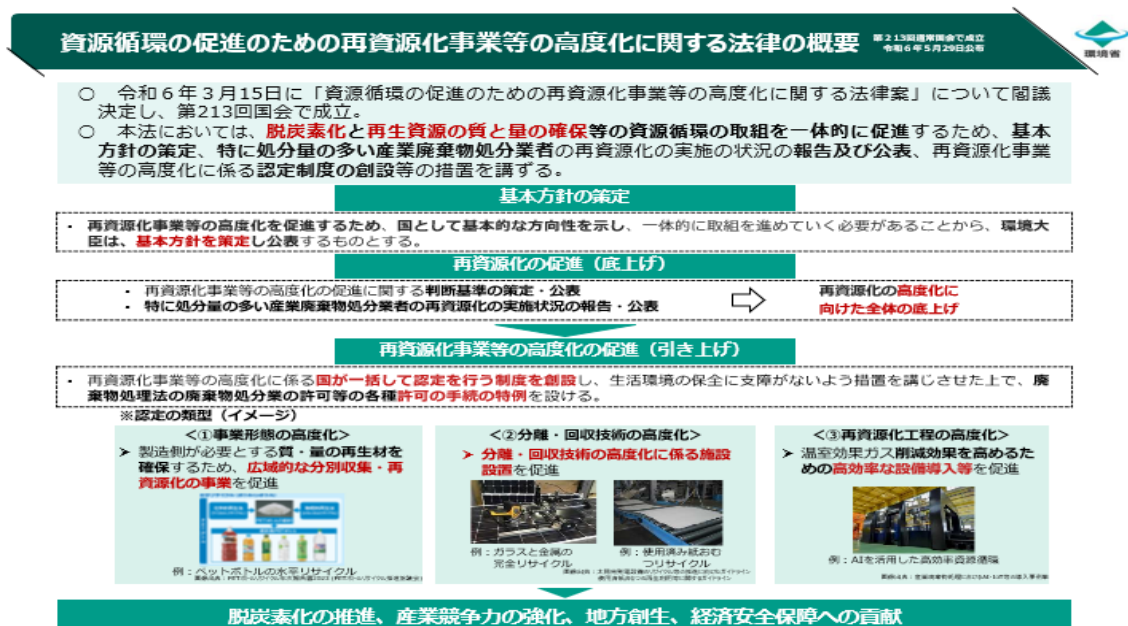 資源循環の促進のための再資源化事業等の高度化に関する法律の概要
第213回通常国会で成立
令和6年5月29日公布
環境省
○ 令和６年３月15日に「資源循環の促進のための再資源化事業等の高度化に関する法律案」について閣議
決定し、第213回国会で成立。
○ 本法においては、脱炭素化と再生資源の質と量の確保等の資源循環の取組を一体的に促進するため、基本
方針の策定、特に処分量の多い産業廃棄物処分業者の再資源化の実施の状況の報告及び公表、再資源化事業
等の高度化に係る認定制度の創設等の措置を講ずる。
基本方針の策定
・ 再資源化事業等の高度化を促進するため、国として基本的な方向性を示し、一体的に取組を進めていく必要があることから、環境大
臣は、基本方針を策定し公表するものとする。
再資源化の促進（底上げ）
・ 再資源化事業等の高度化の促進に関する判断基準の策定・公表
・ 特に処分量の多い産業廃棄物処分業者の再資源化の実施状況の報告・公表
再資源化の高度化に
向けた全体の底上げ
再資源化事業等の高度化の促進（引き上げ）
・ 再資源化事業等の高度化に係る国が一括して認定を行う制度を創設し、生活環境の保全に支障がないよう措置を講じさせた上で、廃
棄物処理法の廃棄物処分業の許可等の各種許可の手続の特例を設ける。
※認定の類型（イメージ）
＜①事業形態の高度化＞
➤ 製造側が必要とする質・量の再生材を
確保するため、広域的な分別収集・再
資源化の事業を促進
例：ペットボトルの水平リサイクル
＜②分離・回収技術の高度化＞
➤ 分離・回収技術の高度化に係る施設
設置を促進
例：ガラスと金属の
完全リサイクル
例：使用済み紙おむ
つリサイクル
＜③再資源化工程の高度化＞
➤ 温室効果ガス削減効果を高めるた
めの高効率な設備導入等を促進
例：AIを活用した高効率資源循環
脱炭素化の推進、産業競争力の強化、地方創生、経済安全保障への貢献